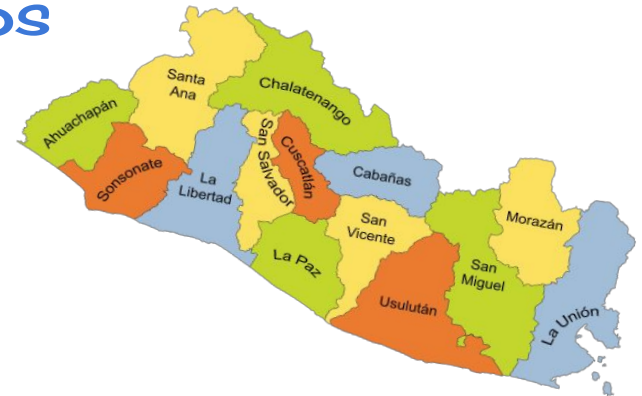 os
Santa
Ana
Chalatenango
Ahuachapán
Sonsonate
La
Libertad
San Salvador
Cuscatlán
Cabañas
San
Vicente
La Paz
Usulután
San
Miguel
Morazán
La Unión